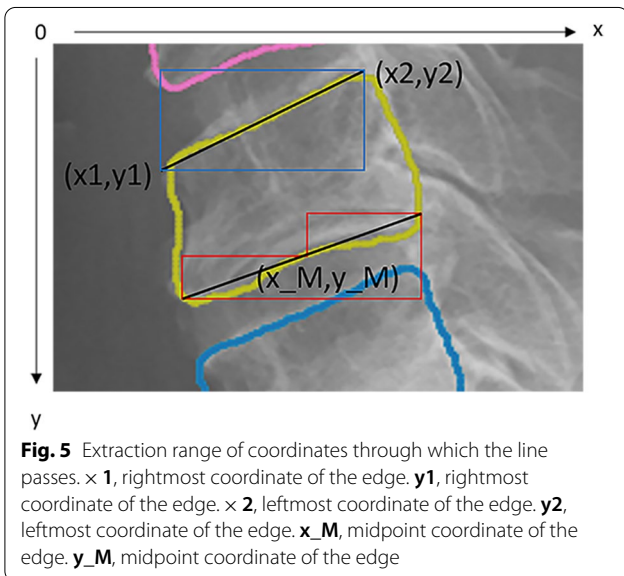 0
x
(x2,y2)
(x1,y1)
(x_M,y_M)
y
Fig. 5 Extraction range of coordinates through which the line
passes. × 1, rightmost coordinate of the edge. y1, rightmost
coordinate of the edge. × 2, leftmost coordinate of the edge. y2,
leftmost coordinate of the edge. x_M, midpoint coordinate of the
edge. y_M, midpoint coordinate of the edge